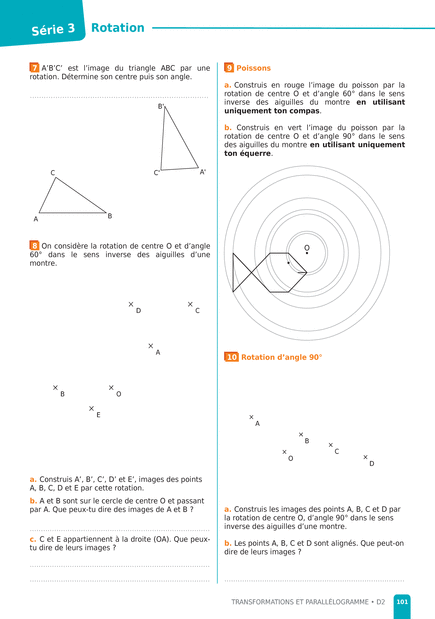 Série 3
Rotation
7 A'B'C' est l'image du triangle ABC par une
rotation. Détermine son centre puis son angle.
B'
C'
A'
C
A
B
8 On considère la rotation de centre O et d'angle
60° dans le sens inverse des aiguilles d'une
montre.
D
C
A
B
O
E
a. Construis A', B', C', D' et E', images des points
A, B, C, D et E par cette rotation.
b. A et B sont sur le cercle de centre O et passant
par A. Que peux-tu dire des images de A et B ?
c. C et E appartiennent à la droite (OA). Que peux-
tu dire de leurs images ?
9 Poissons
a. Construis en rouge l'image du poisson par la
rotation de centre O et d'angle 60° dans le sens
inverse des aiguilles du montre en utilisant
uniquement ton compas.
b. Construis en vert l'image du poisson par la
rotation de centre O et d'angle 90° dans le sens
des aiguilles du montre en utilisant uniquement
ton équerre.
O
10 Rotation d'angle 90°
A
B
C
O
D
a. Construis les images des points A, B, C et D par
la rotation de centre O, d'angle 90° dans le sens
inverse des aiguilles d'une montre.
b. Les points A, B, C et D sont alignés. Que peut-on
dire de leurs images ?
TRANSFORMATIONS ET PARALLÉLOGRAMME • D2 101